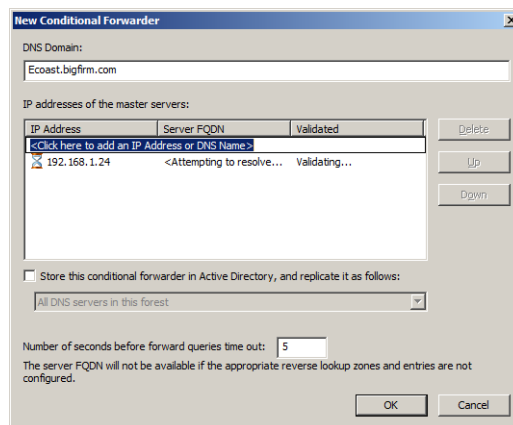 New Conditional Forwarder
DNS Domain:
Ecoast.bigfirm.com
IP addresses of the master servers:
IP Address Server FQDN Validated
<Click here to add an IP Address or DNS Name>
192.168.1.24 <Attempting to resolve... Validating...
Delete
Up
Down
Store this conditional forwarder in Active Directory, and replicate it as follows:
All DNS servers in this forest
Number of seconds before forward queries time out: 5
The server FQDN will not be available if the appropriate reverse lookup zones and entries are not
configured.
OK Cancel